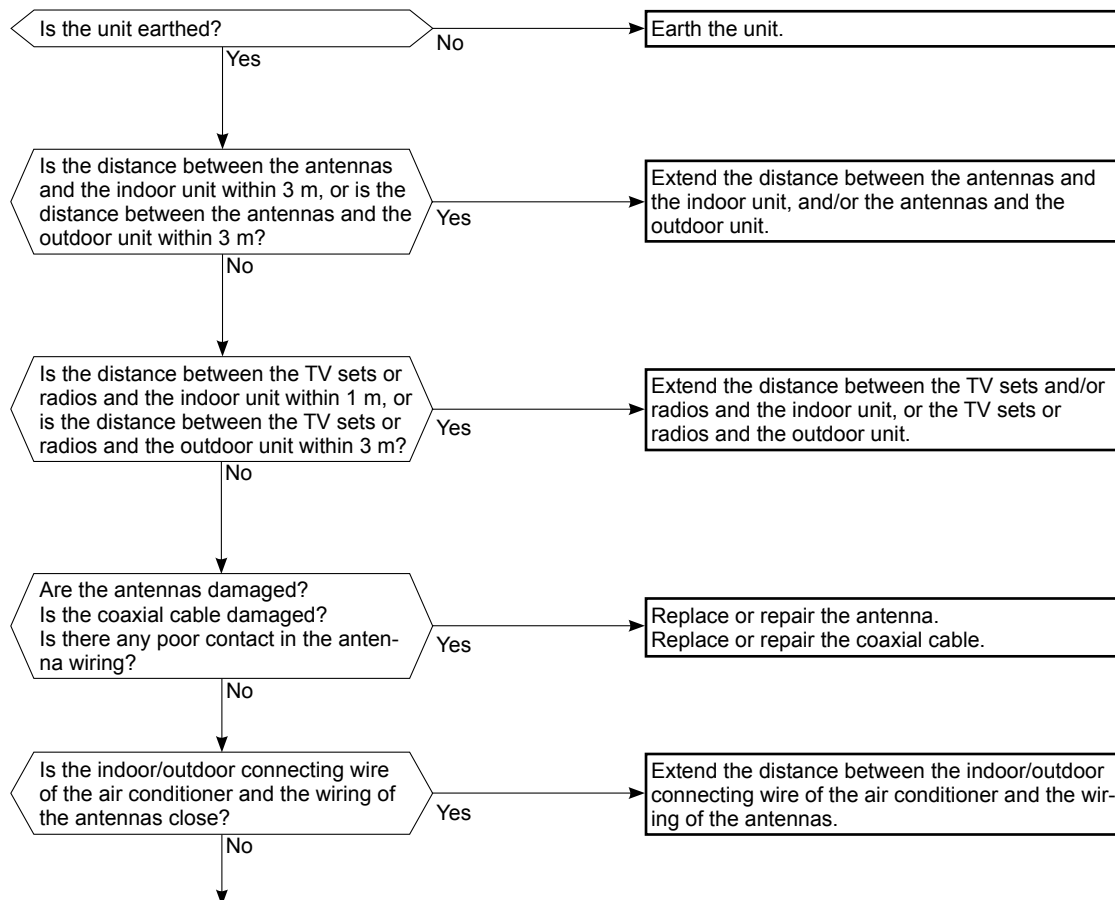 Is the unit earthed?
No
Earth the unit.
Yes
Is the distance between the antennas
and the indoor unit within 3 m, or is the
distance between the antennas and the
outdoor unit within 3 m?
Yes
Extend the distance between the antennas and
the indoor unit, and/or the antennas and the
outdoor unit.
No
Is the distance between the TV sets or
radios and the indoor unit within 1 m, or
is the distance between the TV sets or
radios and the outdoor unit within 3 m?
Yes
Extend the distance between the TV sets and/or
radios and the indoor unit, or the TV sets or
radios and the outdoor unit.
No
Are the antennas damaged?
Is the coaxial cable damaged?
Is there any poor contact in the anten-
na wiring?
Yes
Replace or repair the antenna.
Replace or repair the coaxial cable.
No
Is the indoor/outdoor connecting wire
of the air conditioner and the wiring of
the antennas close?
Yes
Extend the distance between the indoor/outdoor
connecting wire of the air conditioner and the wir-
ing of the antennas.
No